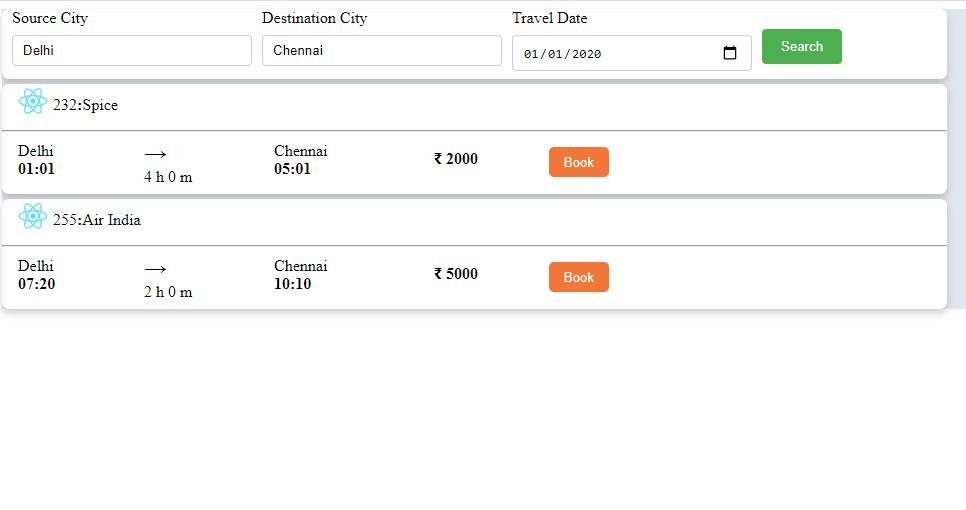 Source City Destination City Travel Date
Delhi Chennai 01/01/2020 Search
232:Spice
Delhi → Chennai ₹ 2000 Book
01:01 4 h 0 m 05:01
255:Air India
Delhi → Chennai ₹ 5000 Book
07:20 2 h 0 m 10:10